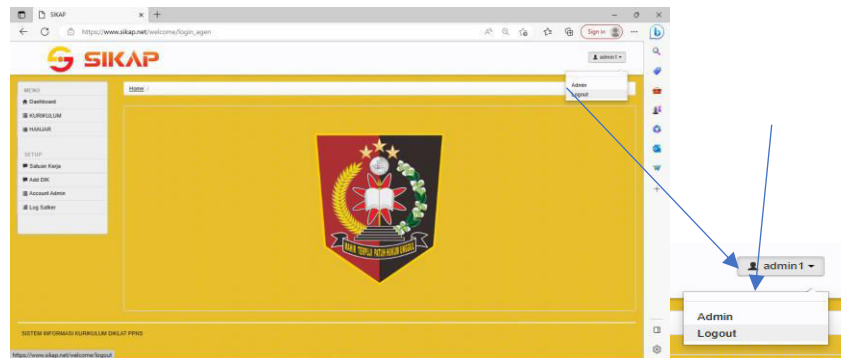 SIKAP
https://www.sikap.net/welcome/login_agen
Sign in
SIKAP
admin1
Admin
Logout
Home /
MENU
Dashboard
KURIKULUM
HANJAR
SETUP
Satuan Kerja
Add DIK
Account Admin
Log Satker
SISTEM INFORMASI KURIKULUM DIKLAT PPNS
https://www.sikap.net/welcome/logout
admin1
Admin
Logout